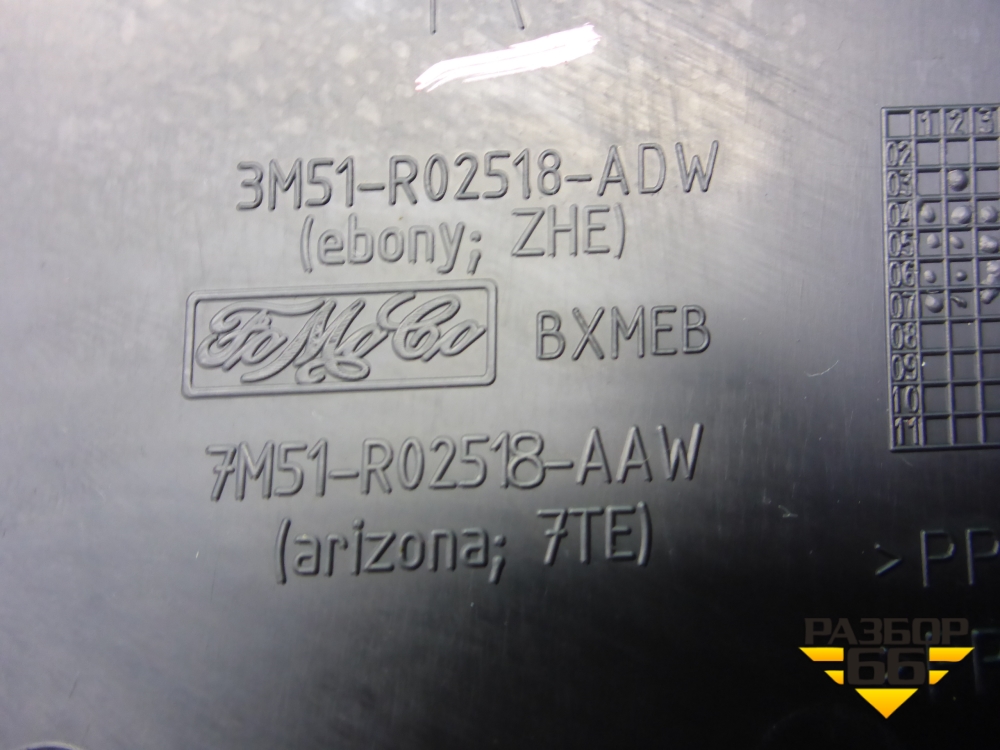 3M51-R02518-ADW
(ebony; ZHE)
FoMoCo
BXMEB
7M51-R02518-AAW
(arizona; 7TE)
1 2 3
02
03
04
05
06
07
08
09
10
11
>PP
РАЗБОР
66